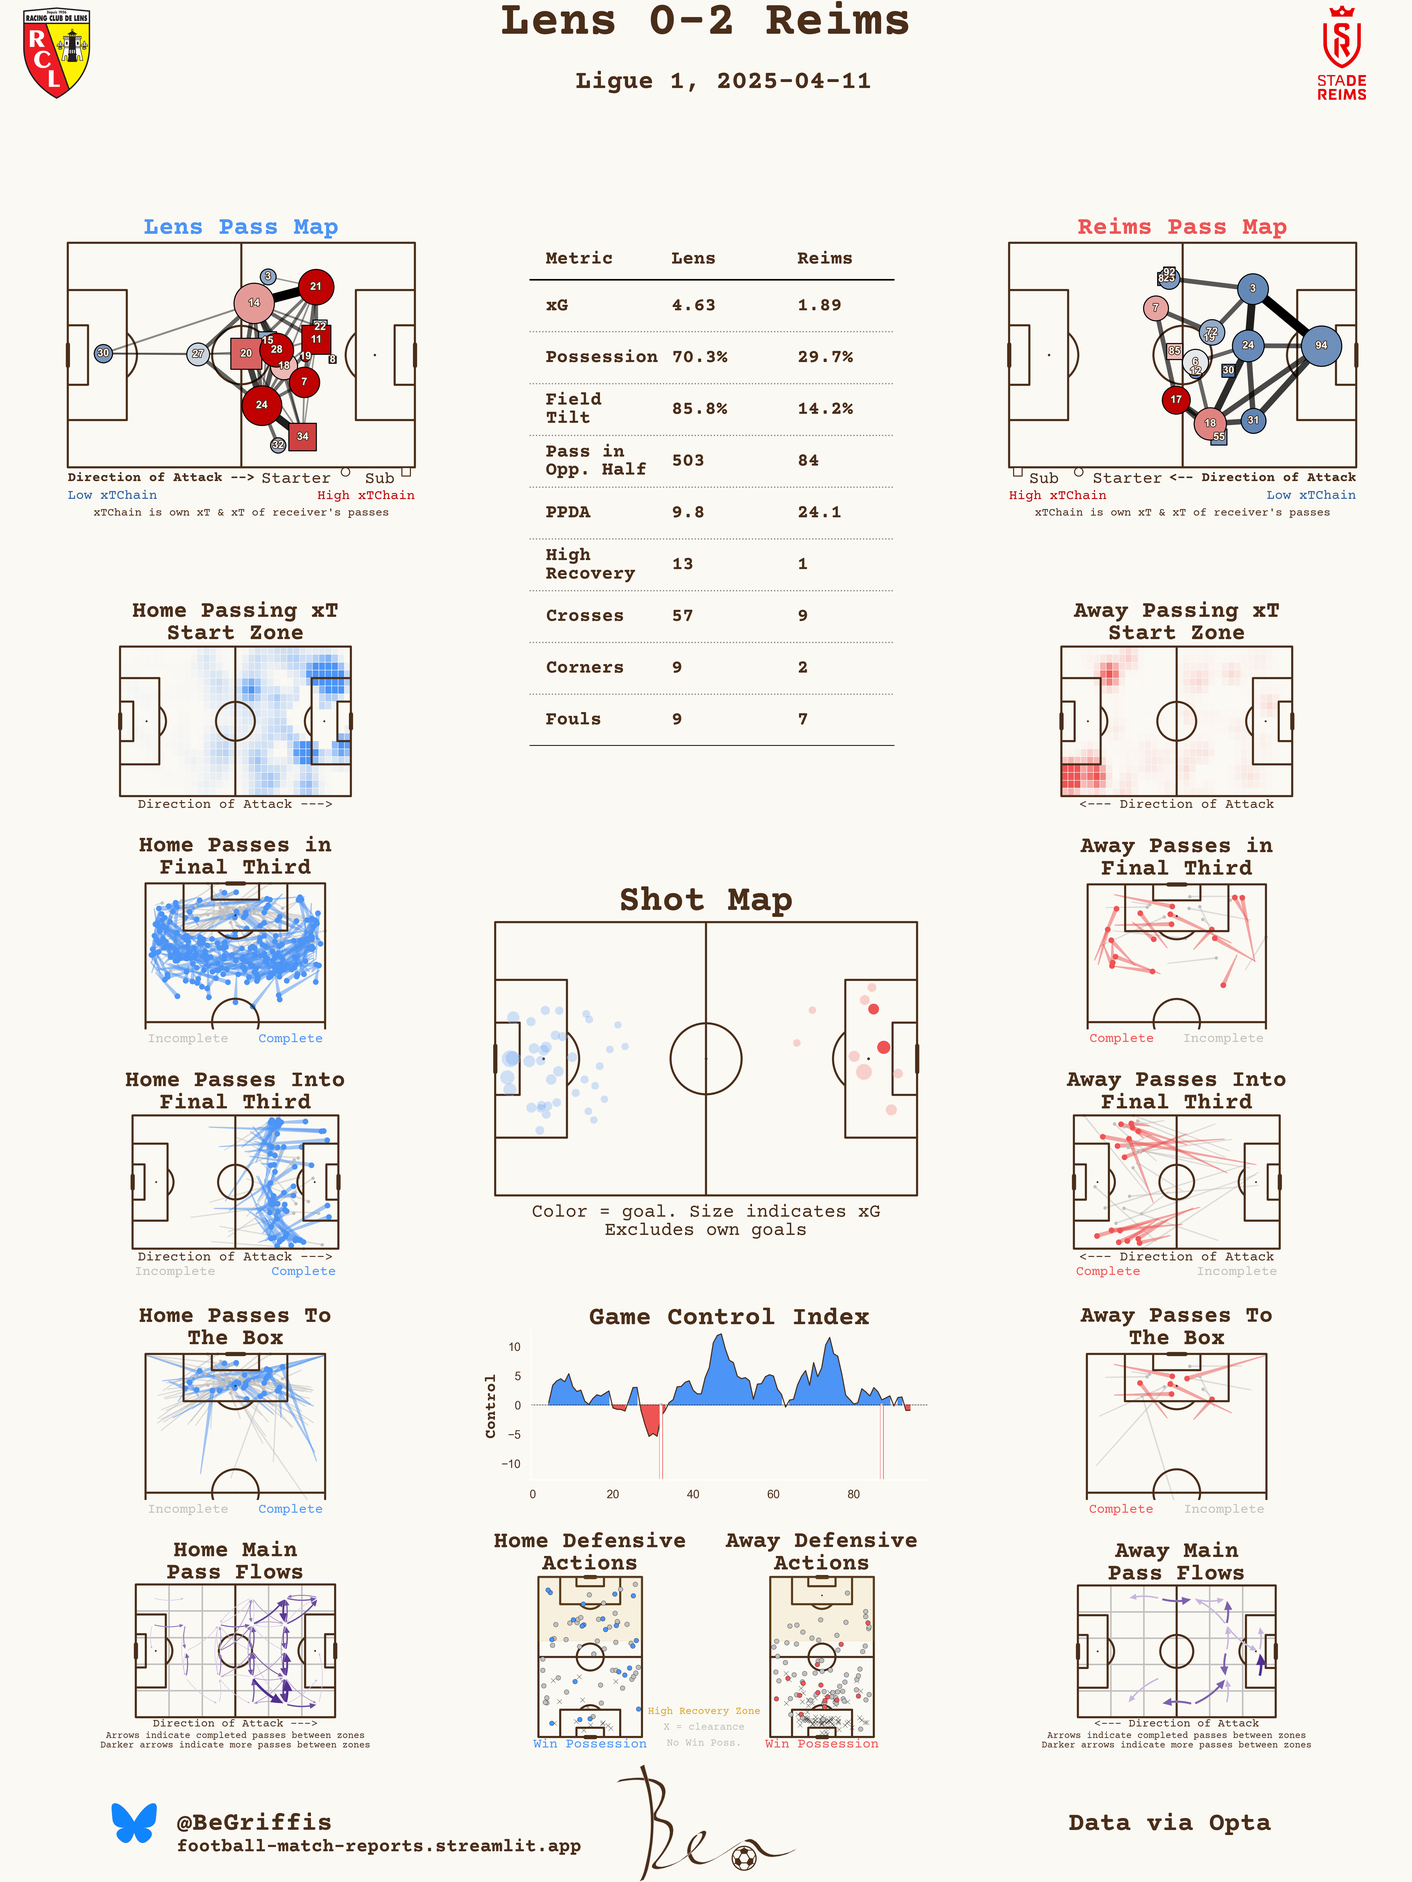 Lens 0-2 Reims
Ligue 1, 2025-04-11
Depuis 1906
RACING CLUB DE LENS
R
C
L
STADE
REIMS
Lens Pass Map
3
21
14
22
11
15
28
20
19
8
18
30
27
7
24
34
32
Direction of Attack --> Starter Sub
Low xTChain High xTChain
xTChain is own xT & xT of receiver's passes
Metric Lens Reims
xG 4.63 1.89
Possession 70.3% 29.7%
Field
Tilt 85.8% 14.2%
Pass in
Opp. Half 503 84
PPDA 9.8 24.1
High
Recovery 13 1
Crosses 57 9
Corners 9 2
Fouls 9 7
Reims Pass Map
92
3
7
72
24
94
85
6
12
30
17
18
31
55
Sub Starter <-- Direction of Attack
High xTChain Low xTChain
xTChain is own xT & xT of receiver's passes
Home Passing xT
Start Zone
Direction of Attack --->
Away Passing xT
Start Zone
<--- Direction of Attack
Home Passes in
Final Third
Incomplete Complete
Away Passes in
Final Third
Complete Incomplete
Shot Map
Color = goal. Size indicates xG
Excludes own goals
Home Passes Into
Final Third
Direction of Attack --->
Incomplete Complete
Away Passes Into
Final Third
<--- Direction of Attack
Complete Incomplete
Home Passes To
The Box
Incomplete Complete
Game Control Index
Control
10
5
0
−5
−10
0 20 40 60 80
Away Passes To
The Box
Complete Incomplete
Home Main
Pass Flows
Direction of Attack --->
Arrows indicate completed passes between zones
Darker arrows indicate more passes between zones
Home Defensive
Actions
Win Possession
Away Defensive
Actions
Win Possession
High Recovery Zone
X = clearance
No Win Poss.
Away Main
Pass Flows
<--- Direction of Attack
Arrows indicate completed passes between zones
Darker arrows indicate more passes between zones
@BeGriffis
football-match-reports.streamlit.app
Ben
Data via Opta